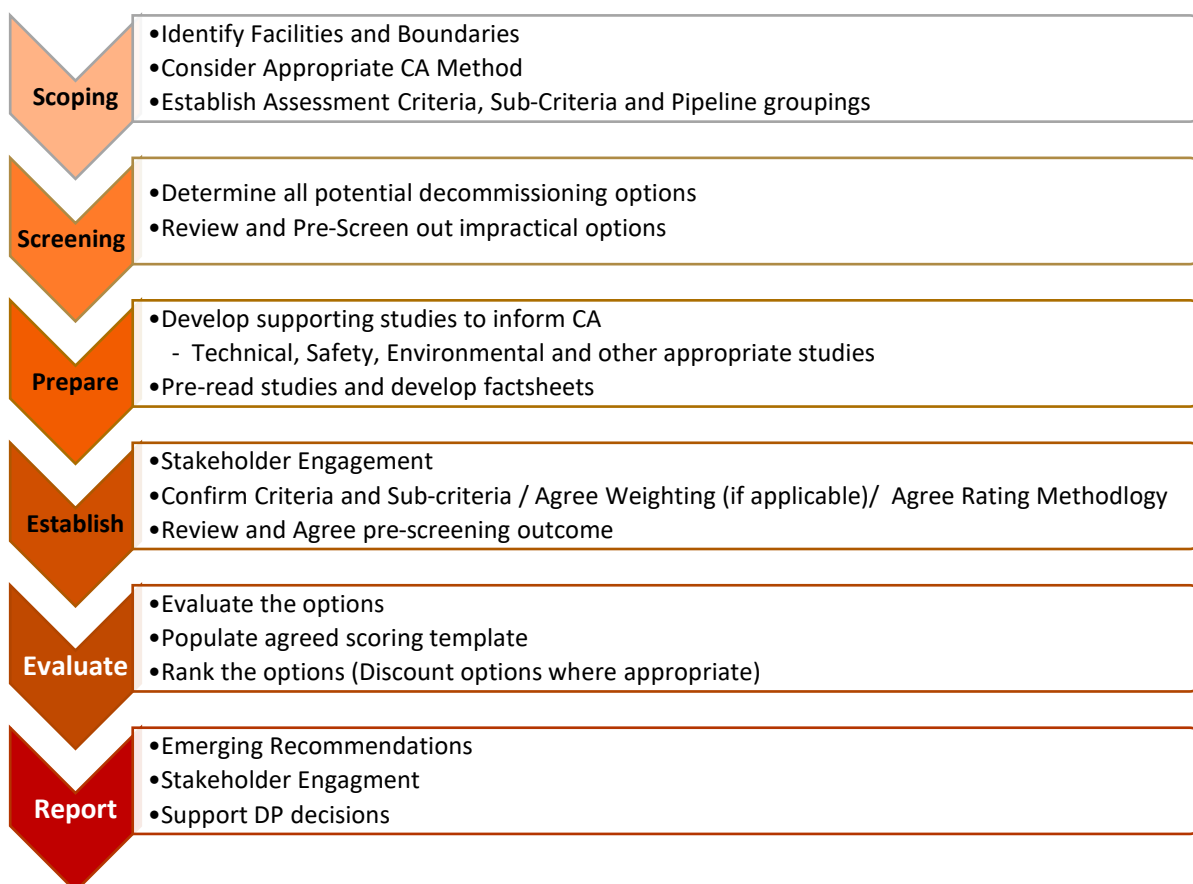 Scoping
•Identify Facilities and Boundaries
•Consider Appropriate CA Method
•Establish Assessment Criteria, Sub-Criteria and Pipeline groupings
Screening
•Determine all potential decommissioning options
•Review and Pre-Screen out impractical options
Prepare
•Develop supporting studies to inform CA
- Technical, Safety, Environmental and other appropriate studies
•Pre-read studies and develop factsheets
Establish
•Stakeholder Engagement
•Confirm Criteria and Sub-criteria / Agree Weighting (if applicable)/ Agree Rating Methodlogy
•Review and Agree pre-screening outcome
Evaluate
•Evaluate the options
•Populate agreed scoring template
•Rank the options (Discount options where appropriate)
Report
•Emerging Recommendations
•Stakeholder Engagment
•Support DP decisions